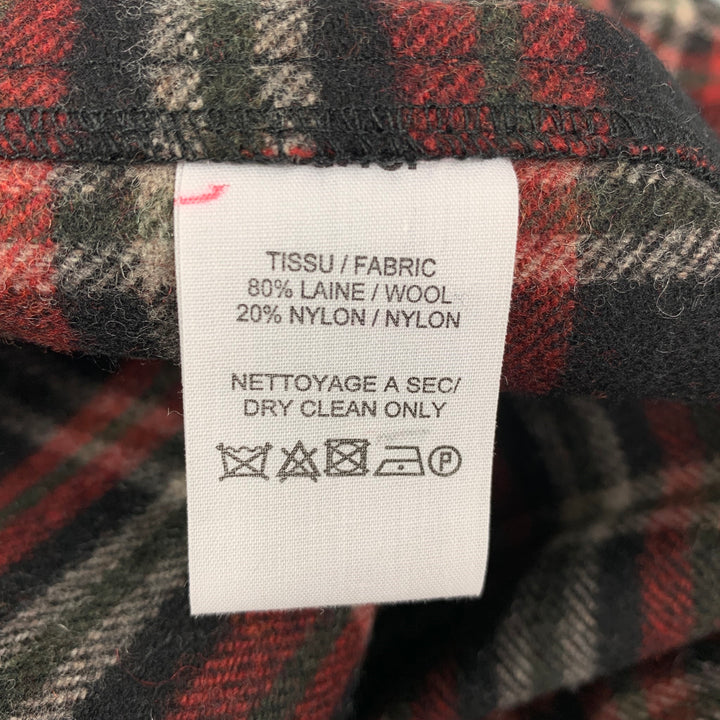 TISSU / FABRIC
80% LAINE / WOOL
20% NYLON / NYLON
NETTOYAGE A SEC/
DRY CLEAN ONLY
P